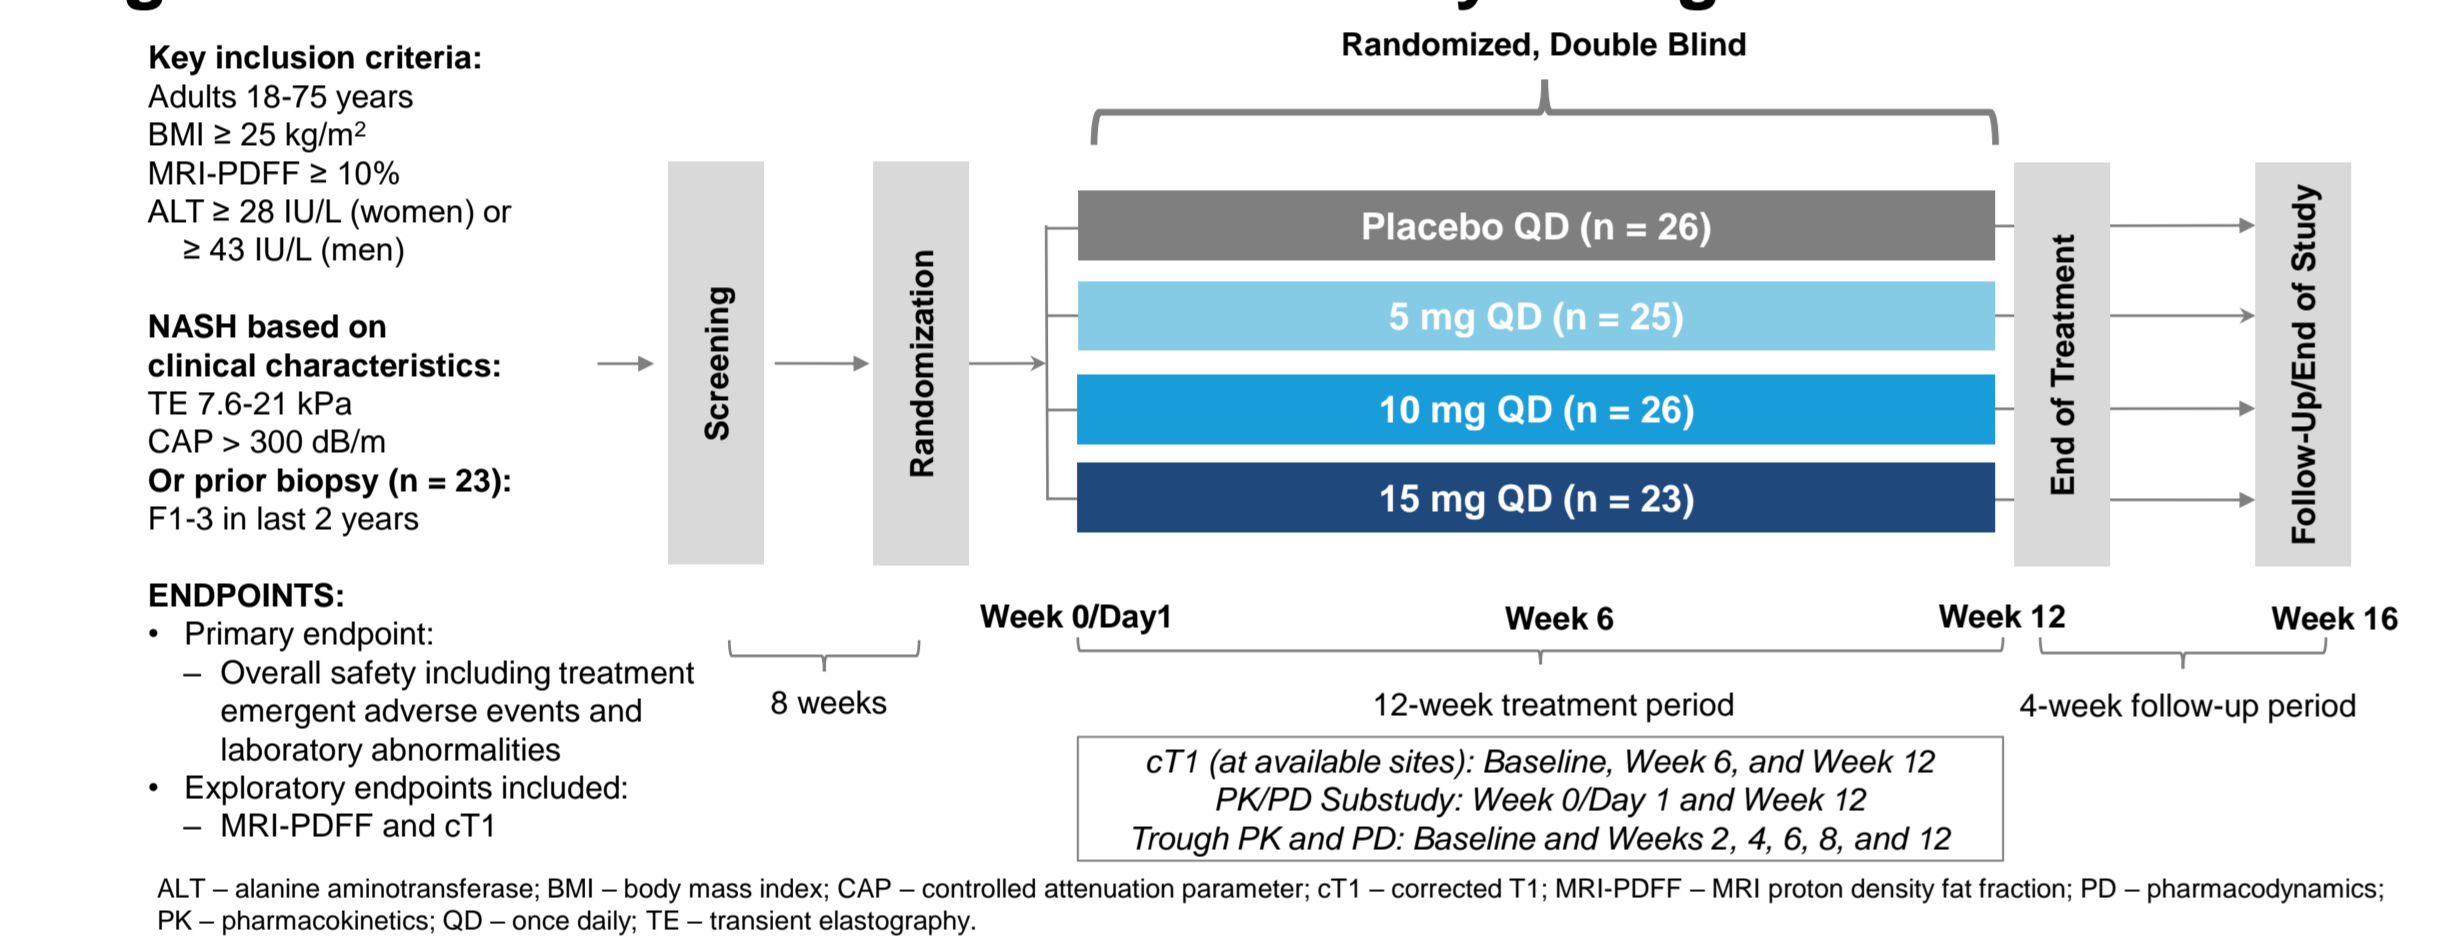 Key inclusion criteria:
Adults 18-75 years
BMI ≥ 25 kg/m²
MRI-PDFF ≥ 10%
ALT ≥ 28 IU/L (women) or
≥ 43 IU/L (men)
NASH based on
clinical characteristics:
TE 7.6-21 kPa
CAP > 300 dB/m
Or prior biopsy (n = 23):
F1-3 in last 2 years
ENDPOINTS:
• Primary endpoint:
– Overall safety including treatment
emergent adverse events and
laboratory abnormalities
• Exploratory endpoints included:
– MRI-PDFF and cT1
Screening
Randomization
Randomized, Double Blind
Placebo QD (n = 26)
5 mg QD (n = 25)
10 mg QD (n = 26)
15 mg QD (n = 23)
End of Treatment
Follow-Up/End of Study
Week 0/Day1
Week 6
Week 12
Week 16
8 weeks
12-week treatment period
4-week follow-up period
cT1 (at available sites): Baseline, Week 6, and Week 12
PK/PD Substudy: Week 0/Day 1 and Week 12
Trough PK and PD: Baseline and Weeks 2, 4, 6, 8, and 12
ALT – alanine aminotransferase; BMI – body mass index; CAP – controlled attenuation parameter; cT1 – corrected T1; MRI-PDFF – MRI proton density fat fraction; PD – pharmacodynamics;
PK – pharmacokinetics; QD – once daily; TE – transient elastography.